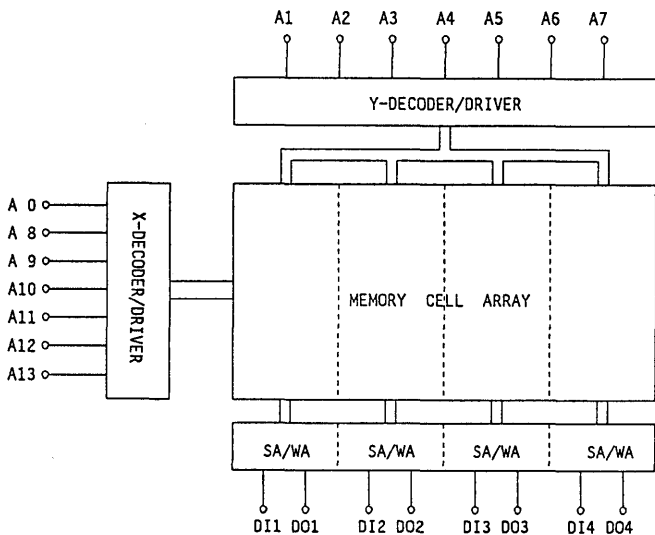 A1 A2 A3 A4 A5 A6 A7
Y-DECODER/DRIVER
A 0
A 8
A 9
A10
A11
A12
A13
X-DECODER/DRIVER
MEMORY CELL ARRAY
SA/WA SA/WA SA/WA SA/WA
DI1 DO1 DI2 DO2 DI3 DO3 DI4 DO4